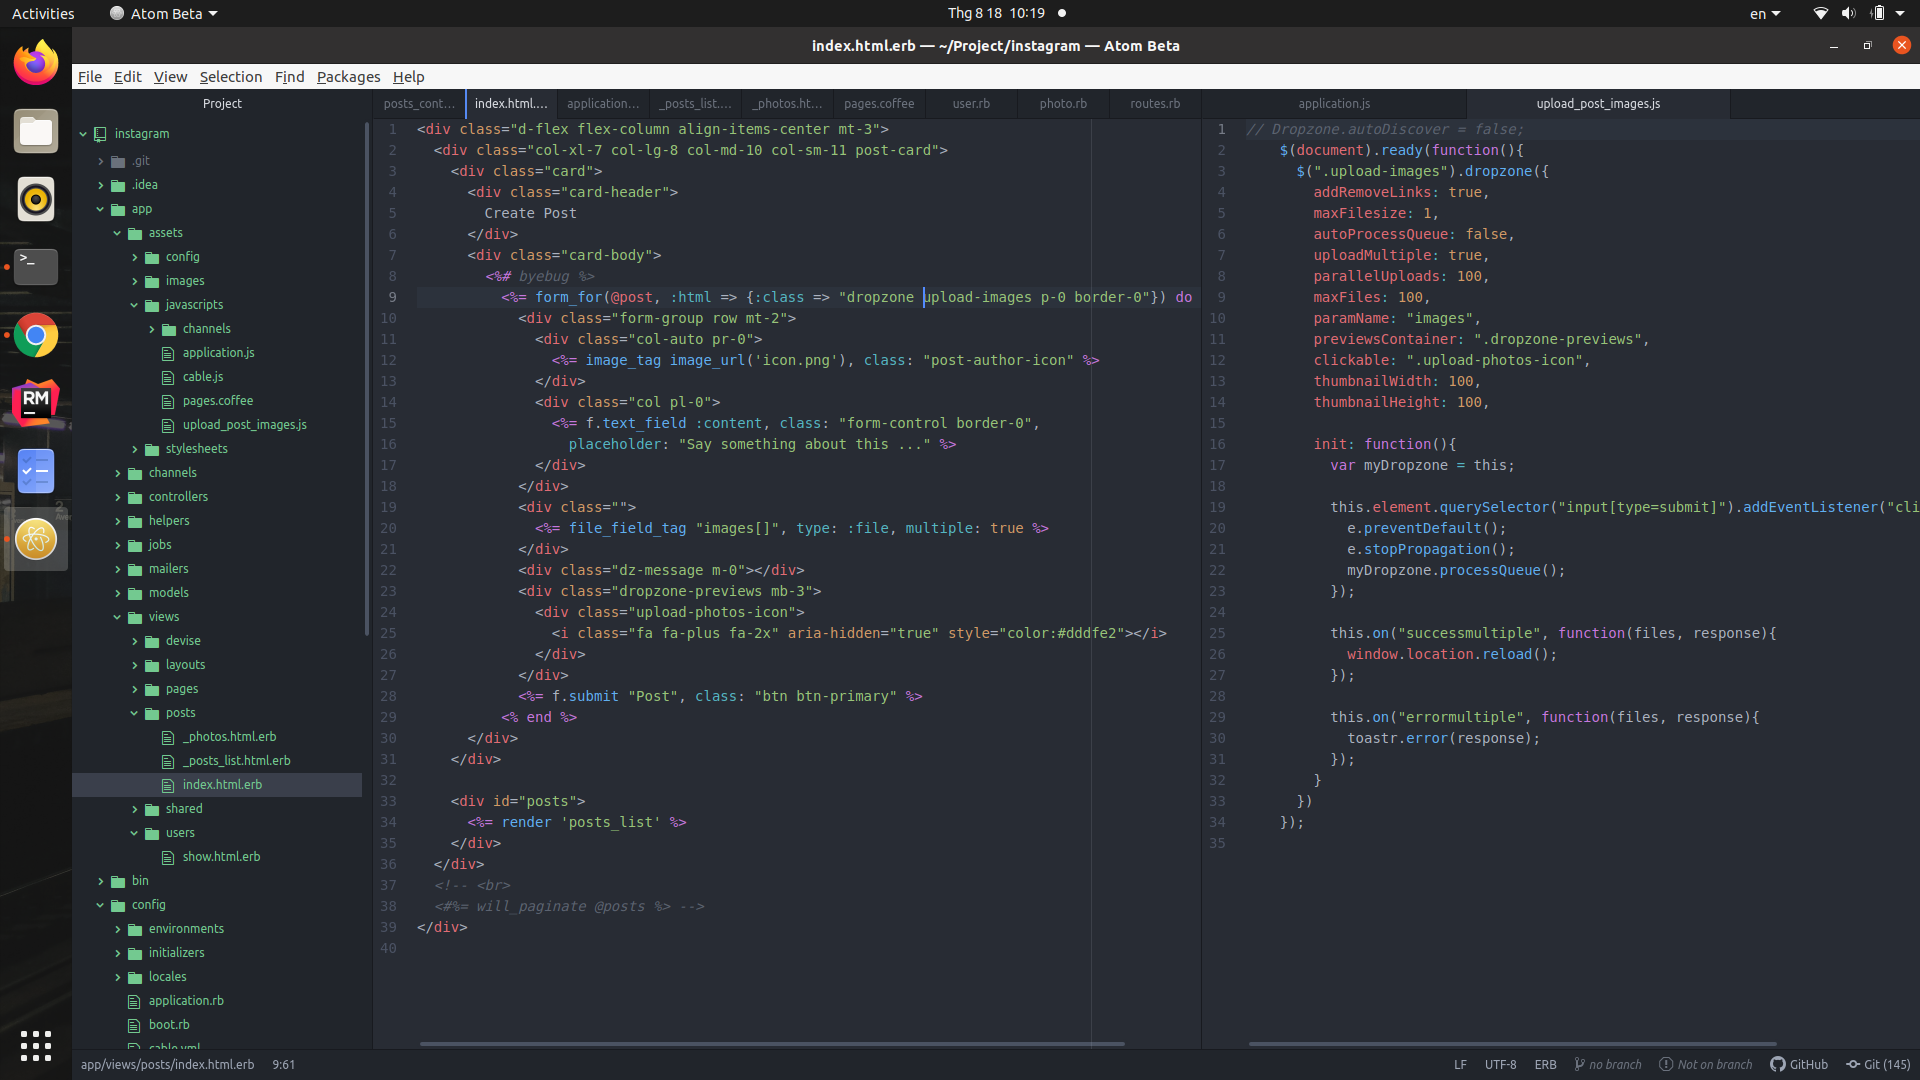 Activities
Atom Beta
Thg 8 18 10:19
en
index.html.erb — ~/Project/instagram — Atom Beta
File Edit View Selection Find Packages Help
Project
instagram
.git
.idea
app
assets
config
images
javascripts
channels
application.js
cable.js
pages.coffee
upload_post_images.js
stylesheets
channels
controllers
helpers
jobs
mailers
models
views
devise
layouts
pages
posts
_photos.html.erb
_posts_list.html.erb
index.html.erb
shared
users
show.html.erb
bin
config
environments
initializers
locales
application.rb
boot.rb
cable.yml
posts_cont... index.html.... application... _posts_list.... _photos.ht... pages.coffee user.rb photo.rb routes.rb
1 <div class="d-flex flex-column align-items-center mt-3">
2 <div class="col-xl-7 col-lg-8 col-md-10 col-sm-11 post-card">
3 <div class="card">
4 <div class="card-header">
5 Create Post
6 </div>
7 <div class="card-body">
8 <%# byebug %>
9 <%= form_for(@post, :html => {:class => "dropzone upload-images p-0 border-0"}) do
10 <div class="form-group row mt-2">
11 <div class="col-auto pr-0">
12 <%= image_tag image_url('icon.png'), class: "post-author-icon" %>
13 </div>
14 <div class="col pl-0">
15 <%= f.text_field :content, class: "form-control border-0",
16 placeholder: "Say something about this ..." %>
17 </div>
18 </div>
19 <div class="">
20 <%= file_field_tag "images[]", type: :file, multiple: true %>
21 </div>
22 <div class="dz-message m-0"></div>
23 <div class="dropzone-previews mb-3">
24 <div class="upload-photos-icon">
25 <i class="fa fa-plus fa-2x" aria-hidden="true" style="color:#dddfe2"></i>
26 </div>
27 </div>
28 <%= f.submit "Post", class: "btn btn-primary" %>
29 <% end %>
30 </div>
31 </div>
32
33 <div id="posts">
34 <%= render 'posts_list' %>
35 </div>
36 </div>
37 <!-- <br>
38 <#%= will_paginate @posts %> -->
39 </div>
40
application.js upload_post_images.js
1 // Dropzone.autoDiscover = false;
2 $(document).ready(function(){
3 $(".upload-images").dropzone({
4 addRemoveLinks: true,
5 maxFilesize: 1,
6 autoProcessQueue: false,
7 uploadMultiple: true,
8 parallelUploads: 100,
9 maxFiles: 100,
10 paramName: "images",
11 previewsContainer: ".dropzone-previews",
12 clickable: ".upload-photos-icon",
13 thumbnailWidth: 100,
14 thumbnailHeight: 100,
15
16 init: function(){
17 var myDropzone = this;
18
19 this.element.querySelector("input[type=submit]").addEventListener("cli
20 e.preventDefault();
21 e.stopPropagation();
22 myDropzone.processQueue();
23 });
24
25 this.on("successmultiple", function(files, response){
26 window.location.reload();
27 });
28
29 this.on("errormultiple", function(files, response){
30 toastr.error(response);
31 });
32 }
33 })
34 });
35
RM
app/views/posts/index.html.erb 9:61
LF UTF-8 ERB no branch Not on branch GitHub Git (145)